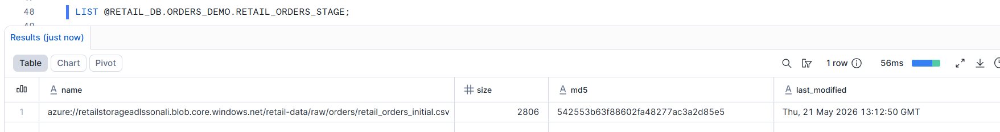 48 LIST @RETAIL_DB.ORDERS_DEMO.RETAIL_ORDERS_STAGE;
49
Results (just now)
Table Chart Pivot 1 row 56ms
name size md5 last_modified
1 azure://retailstorageadlssonali.blob.core.windows.net/retail-data/raw/orders/retail_orders_initial.csv 2806 542553b63f88602fa48277ac3a2d85e5 Thu, 21 May 2026 13:12:50 GMT